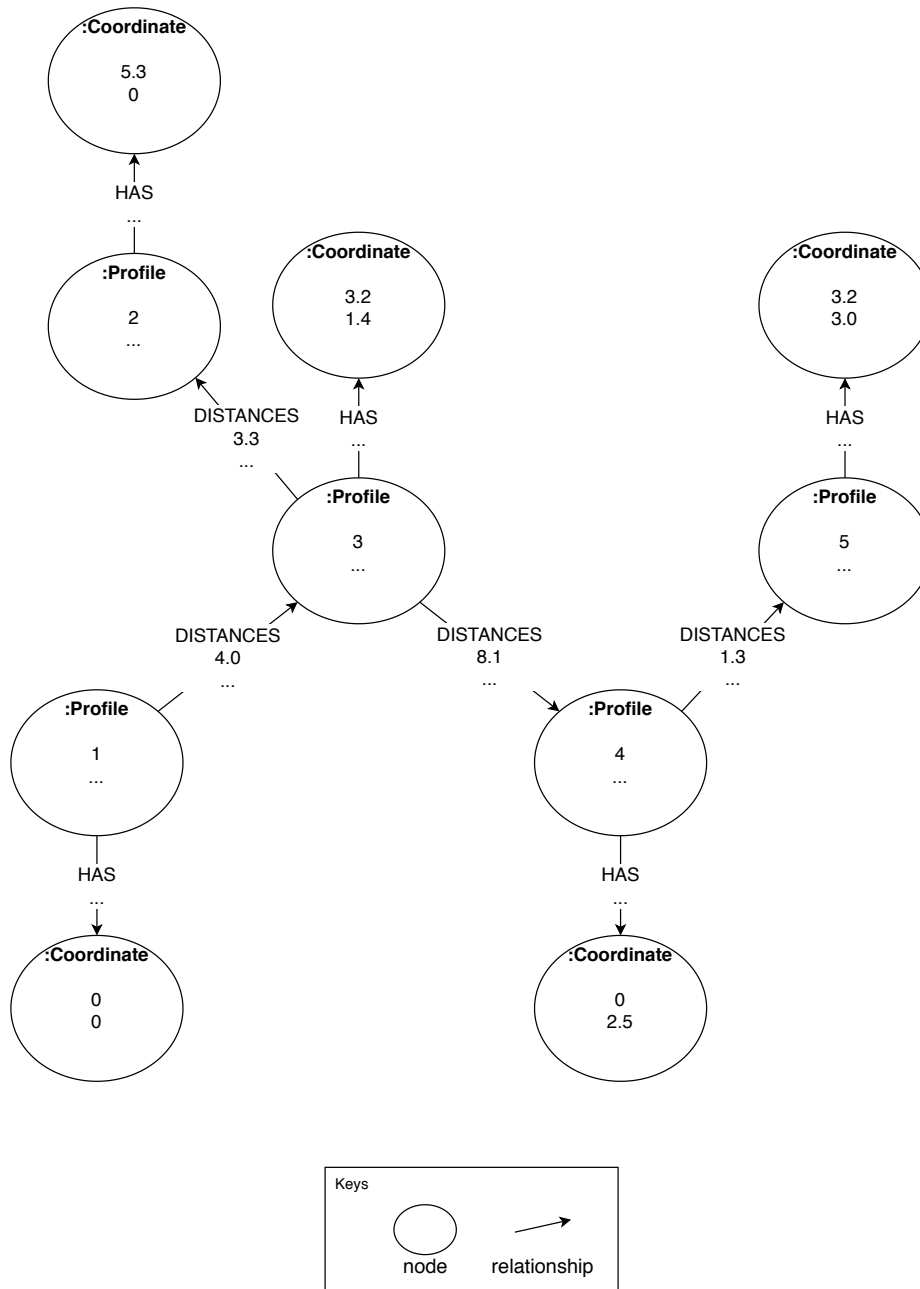 :Coordinate
5.3
0
HAS
...
:Profile
2
...
:Coordinate
3.2
1.4
:Coordinate
3.2
3.0
DISTANCES
3.3
...
HAS
...
HAS
...
:Profile
3
...
:Profile
5
...
DISTANCES
4.0
...
DISTANCES
8.1
...
DISTANCES
1.3
...
:Profile
1
...
:Profile
4
...
HAS
...
HAS
...
:Coordinate
0
0
:Coordinate
0
2.5
Keys
node
relationship